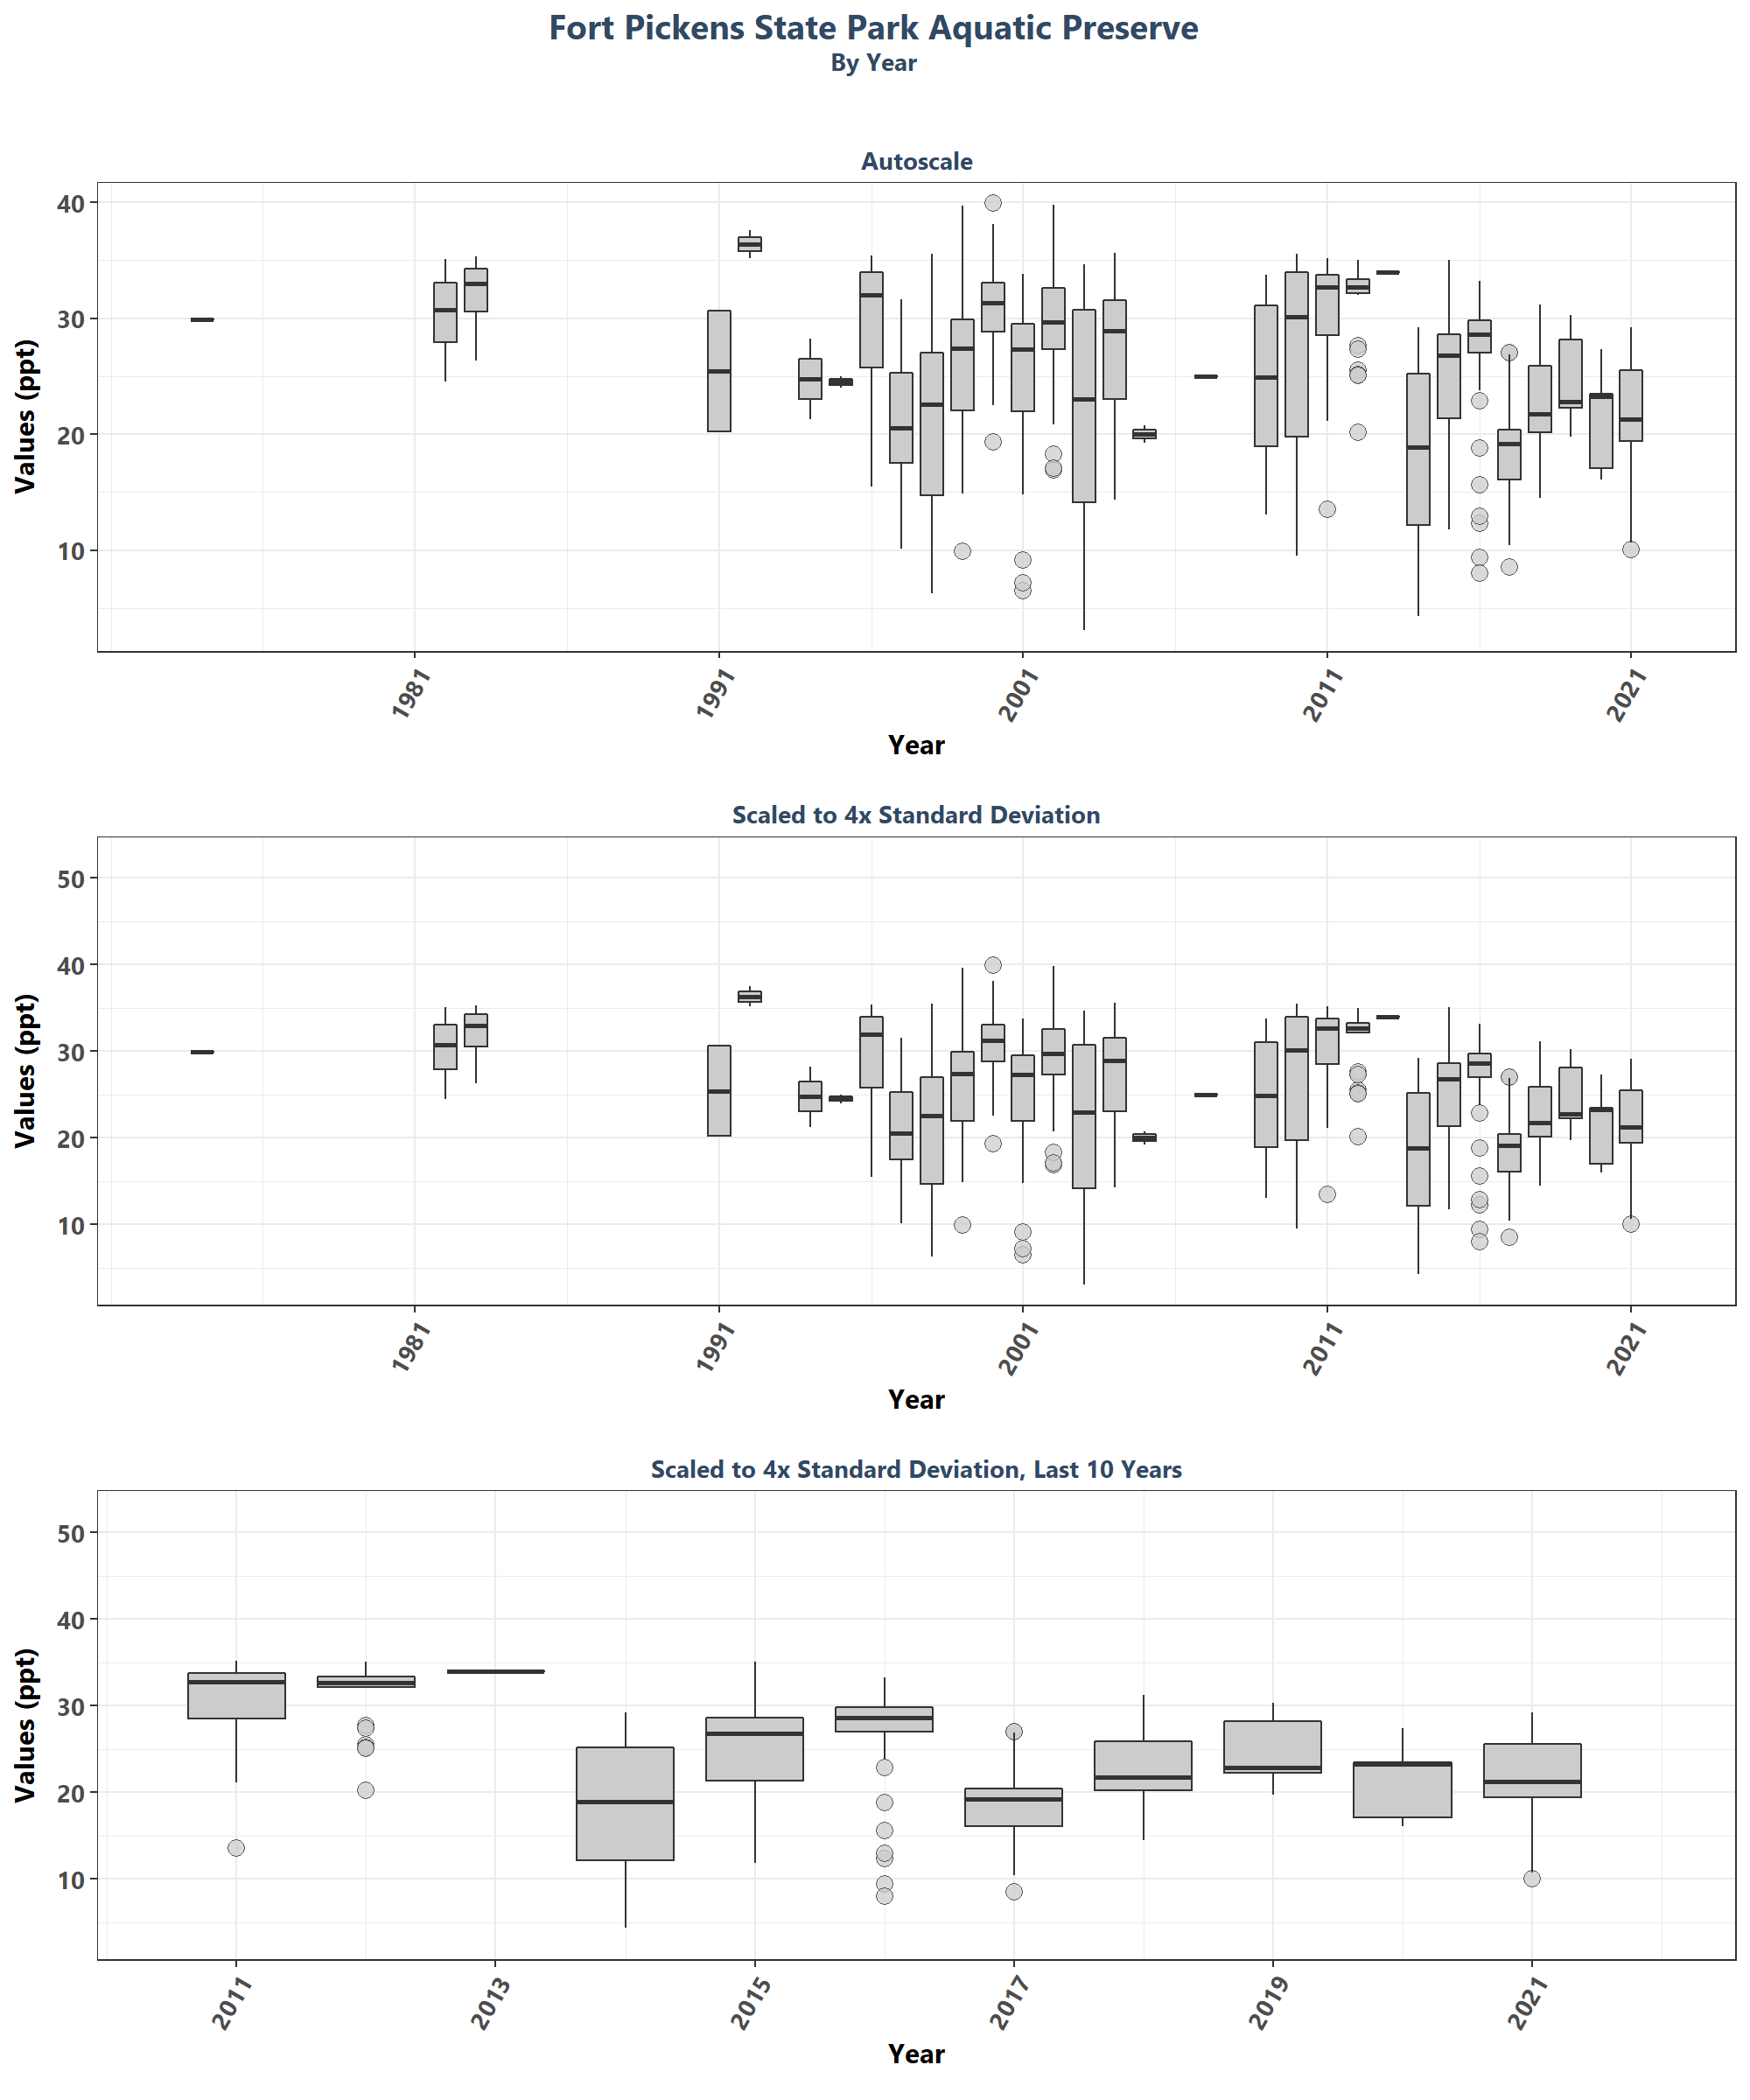 Fort Pickens State Park Aquatic Preserve
By Year
Autoscale
Values (ppt)
40
30
20
10
1981
1991
2001
2011
2021
Year
Scaled to 4x Standard Deviation
Values (ppt)
50
40
30
20
10
1981
1991
2001
2011
2021
Year
Scaled to 4x Standard Deviation, Last 10 Years
Values (ppt)
50
40
30
20
10
2011
2013
2015
2017
2019
2021
Year